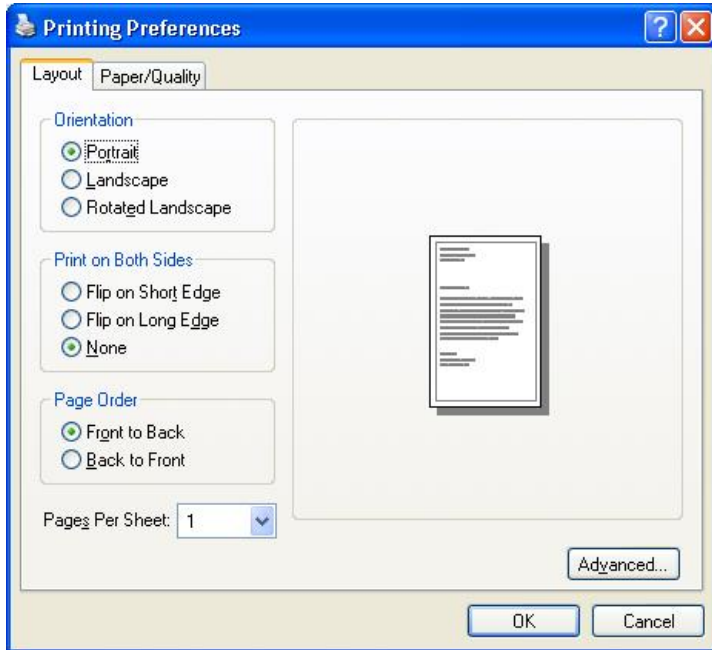 Printing Preferences
Layout
Paper/Quality
Orientation
Portrait
Landscape
Rotated Landscape
Print on Both Sides
Flip on Short Edge
Flip on Long Edge
None
Page Order
Front to Back
Back to Front
Pages Per Sheet: 1
Advanced...
OK
Cancel